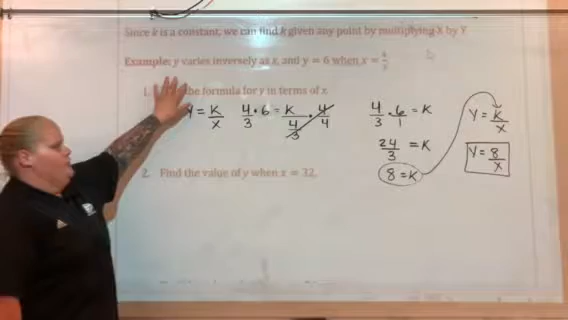 Since k is a constant, we can find k given any point by multiplying X by Y
Example: y varies inversely as x, and y = 6 when x = 4/3
1. the formula for y in terms of x
Y = K/X 4/3 · 6 = K/(4/3) · 4/4
4/3 · 6/1 = K
24/3 = K
8 = K
Y = K/X
Y = 8/X
2. Find the value of y when x = 32.